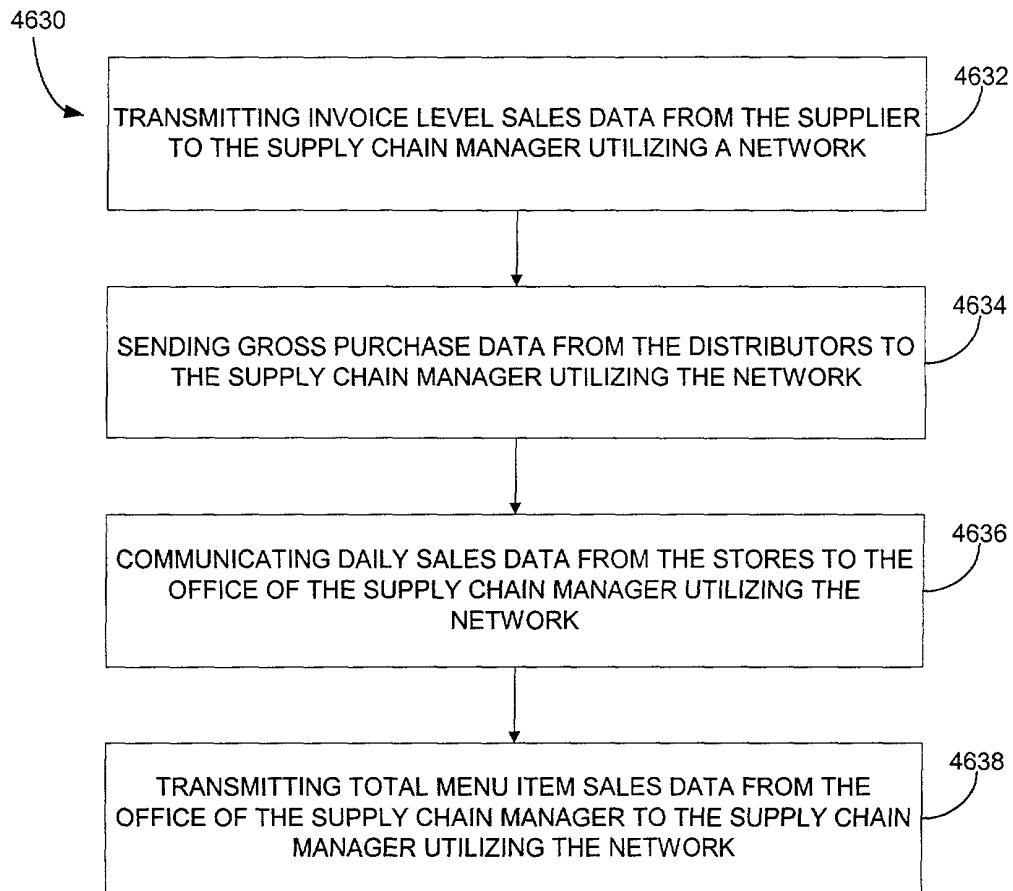 4630
4632
TRANSMITTING INVOICE LEVEL SALES DATA FROM THE SUPPLIER
TO THE SUPPLY CHAIN MANAGER UTILIZING A NETWORK
4634
SENDING GROSS PURCHASE DATA FROM THE DISTRIBUTORS TO
THE SUPPLY CHAIN MANAGER UTILIZING THE NETWORK
4636
COMMUNICATING DAILY SALES DATA FROM THE STORES TO THE
OFFICE OF THE SUPPLY CHAIN MANAGER UTILIZING THE
NETWORK
4638
TRANSMITTING TOTAL MENU ITEM SALES DATA FROM THE
OFFICE OF THE SUPPLY CHAIN MANAGER TO THE SUPPLY CHAIN
MANAGER UTILIZING THE NETWORK